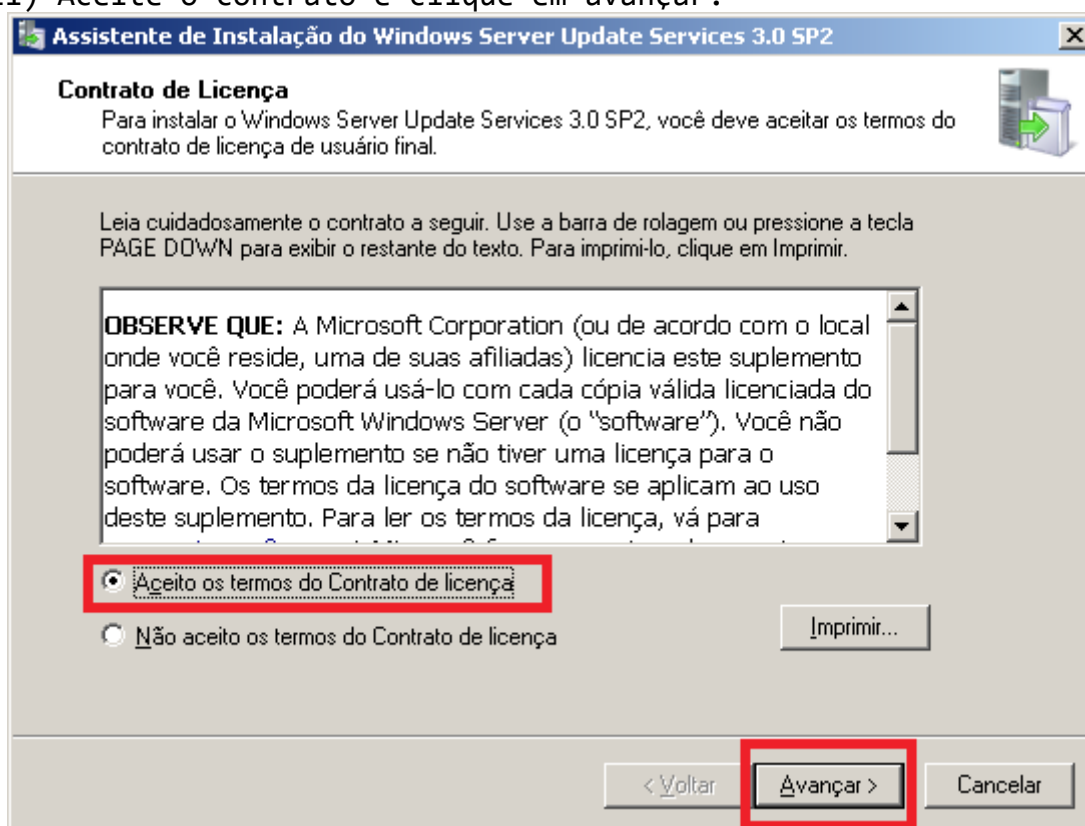 1) Aceite o contrato e clique em avançar.
Assistente de Instalação do Windows Server Update Services 3.0 SP2
Contrato de Licença
Para instalar o Windows Server Update Services 3.0 SP2, você deve aceitar os termos do
contrato de licença de usuário final.
Leia cuidadosamente o contrato a seguir. Use a barra de rolagem ou pressione a tecla
PAGE DOWN para exibir o restante do texto. Para imprimi-lo, clique em Imprimir.
OBSERVE QUE: A Microsoft Corporation (ou de acordo com o local
onde você reside, uma de suas afiliadas) licencia este suplemento
para você. Você poderá usá-lo com cada cópia válida licenciada do
software da Microsoft Windows Server (o "software"). Você não
poderá usar o suplemento se não tiver uma licença para o
software. Os termos da licença do software se aplicam ao uso
deste suplemento. Para ler os termos da licença, vá para
Aceito os termos do Contrato de licença
Não aceito os termos do Contrato de licença
Imprimir...
< Voltar
Avançar >
Cancelar